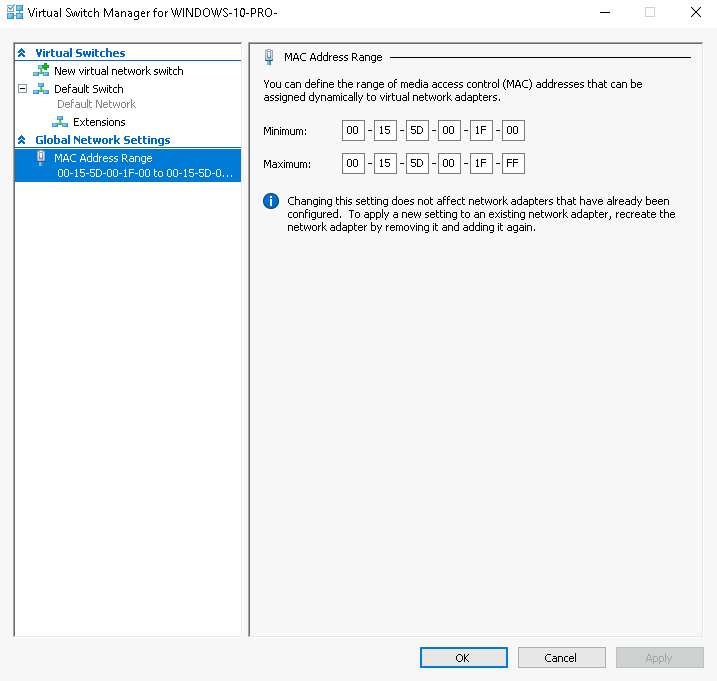 Virtual Switch Manager for WINDOWS-10-PRO-
Virtual Switches
New virtual network switch
Default Switch
Default Network
Extensions
Global Network Settings
MAC Address Range
00-15-5D-00-1F-00 to 00-15-5D-0...
MAC Address Range
You can define the range of media access control (MAC) addresses that can be
assigned dynamically to virtual network adapters.
Minimum: 00 - 15 - 5D - 00 - 1F - 00
Maximum: 00 - 15 - 5D - 00 - 1F - FF
Changing this setting does not affect network adapters that have already been
configured.  To apply a new setting to an existing network adapter, recreate the
network adapter by removing it and adding it again.
OK Cancel Apply